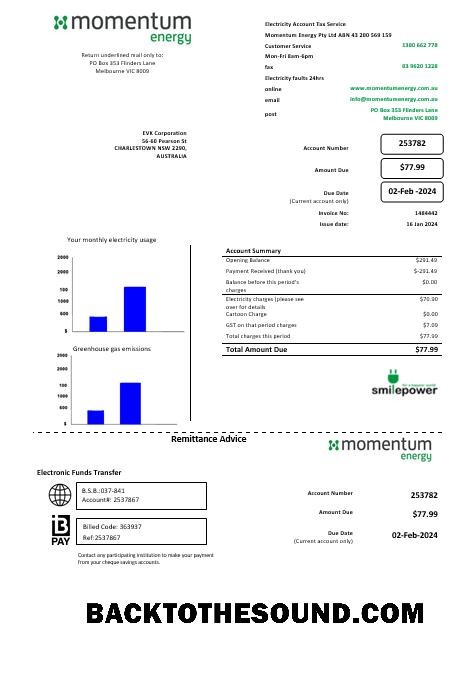 momentum
energy
Return underlined mail only to:
PO Box 353 Flinders Lane
Melbourne VIC 8009
Electricity Account Tax Service
Momentum Energy Pty Ltd ABN 43 200 569 159
Customer Service 1300 662 778
Mon-Fri 8am-6pm
fax 03 9620 1228
Electricity faults 24hrs
online www.momentumenergy.com.au
email info@momentumenergy.com.au
post PO Box 353 Flinders Lane
Melbourne VIC 8009
EVK Corporation
56-60 Pearson St
CHARLESTOWN NSW 2290,
AUSTRALIA
Account Number 253782
Amount Due $77.99
Due Date 02-Feb -2024
(Current account only)
Invoice No: 1484442
Issue date: 16 Jan 2024
Your monthly electricity usage
2000
2000
150
100
600
$
Greenhouse gas emissions
2000
2000
100
600
$
Account Summary
Opening Balance $291.49
Payment Received (thank you) $-291.49
Balance before this period's $0.00
charges
Electricity charges (please see $70.90
over for details
Cartoon Charge $0.00
GST on that period charges $7.09
Total charges this period $77.99
Total Amount Due $77.99
smilepower
Remittance Advice
momentum
energy
Electronic Funds Transfer
B.S.B.:037-841
Account#: 2537867
B
PAY
Billed Code: 363937
Ref:2537867
Contact any participating institution to make your payment
from your cheque savings accounts.
Account Number 253782
Amount Due $77.99
Due Date 02-Feb-2024
(Current account only)
BACKTOTHESOUND.COM